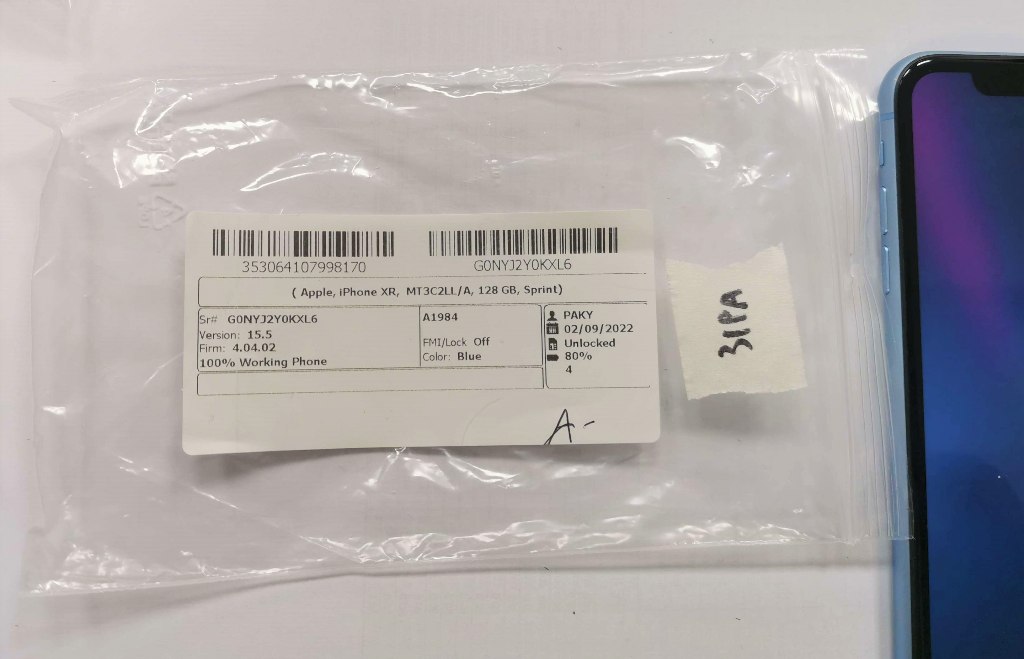 353064107998170
G0NYJ2Y0KXL6
( Apple, iPhone XR, MT3C2LL/A, 128 GB, Sprint)
Sr# G0NYJ2Y0KXL6
Version: 15.5
Firm: 4.04.02
100% Working Phone
A1984
FMI/Lock Off
Color: Blue
PAKY
02/09/2022
Unlocked
80%
4
A-
31PA